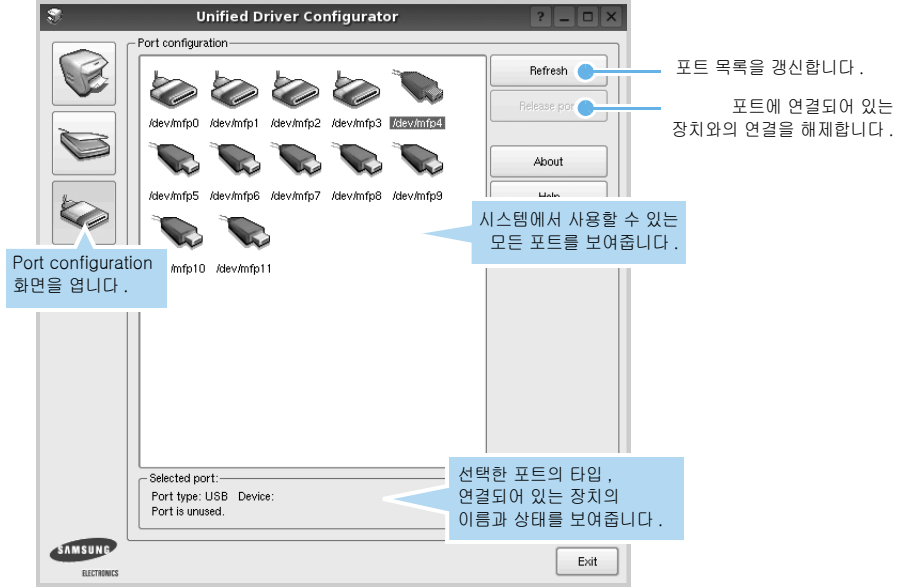 Unified Driver Configurator
Port configuration
/dev/mfp0 /dev/mfp1 /dev/mfp2 /dev/mfp3 /dev/mfp4
/dev/mfp5 /dev/mfp6 /dev/mfp7 /dev/mfp8 /dev/mfp9
/mfp10 /dev/mfp11
Refresh
포트 목록을 갱신합니다 .
Release por
포트에 연결되어 있는
장치와의 연결을 해제합니다 .
About
Help
시스템에서 사용할 수 있는
모든 포트를 보여줍니다 .
Port configuration
화면을 엽니다 .
Selected port:
Port type: USB Device:
Port is unused.
선택한 포트의 타입 ,
연결되어 있는 장치의
이름과 상태를 보여줍니다 .
SAMSUNG
ELECTRONICS
Exit